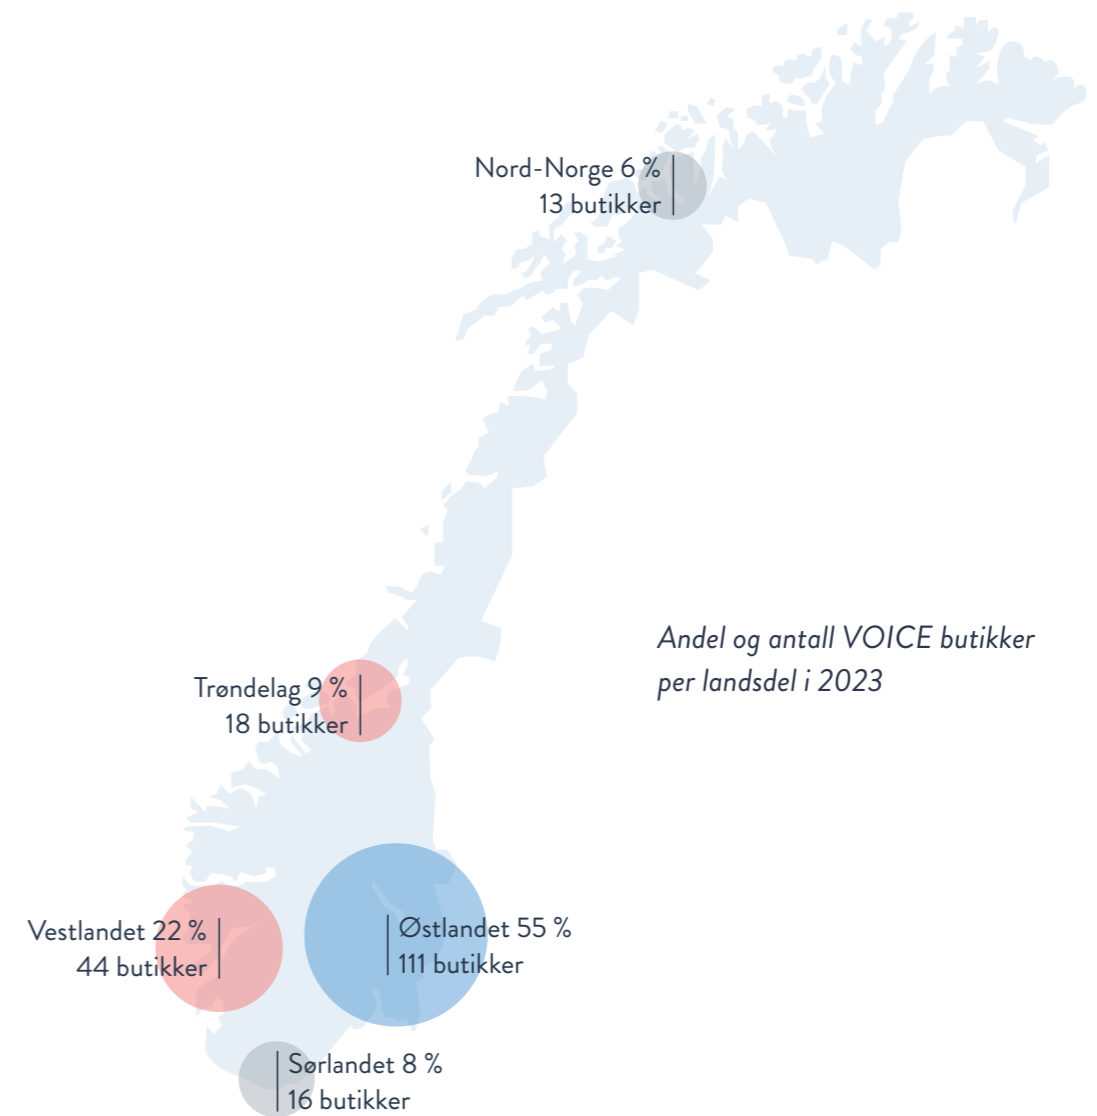 Nord-Norge 6 %
13 butikker
Andel og antall VOICE butikker
per landsdel i 2023
Trøndelag 9 %
18 butikker
Vestlandet 22 %
44 butikker
Østlandet 55 %
111 butikker
Sørlandet 8 %
16 butikker